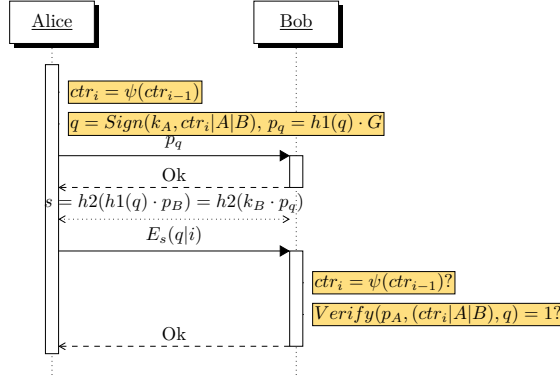 Alice Bob
ctr_i = ψ(ctr_{i−1})
q = Sign(k_A, ctr_i|A|B), p_q = h1(q) · G
p_q
Ok
s = h2(h1(q) · p_B) = h2(k_B · p_q)
E_s(q|i)
ctr_i = ψ(ctr_{i−1})?
Verify(p_A, (ctr_i|A|B), q) = 1?
Ok